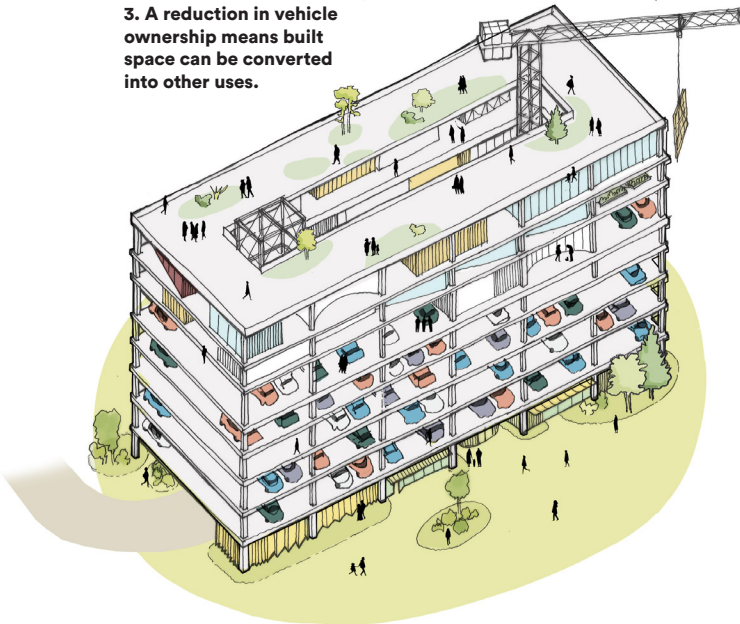 3. A reduction in vehicle
ownership means built
space can be converted
into other uses.